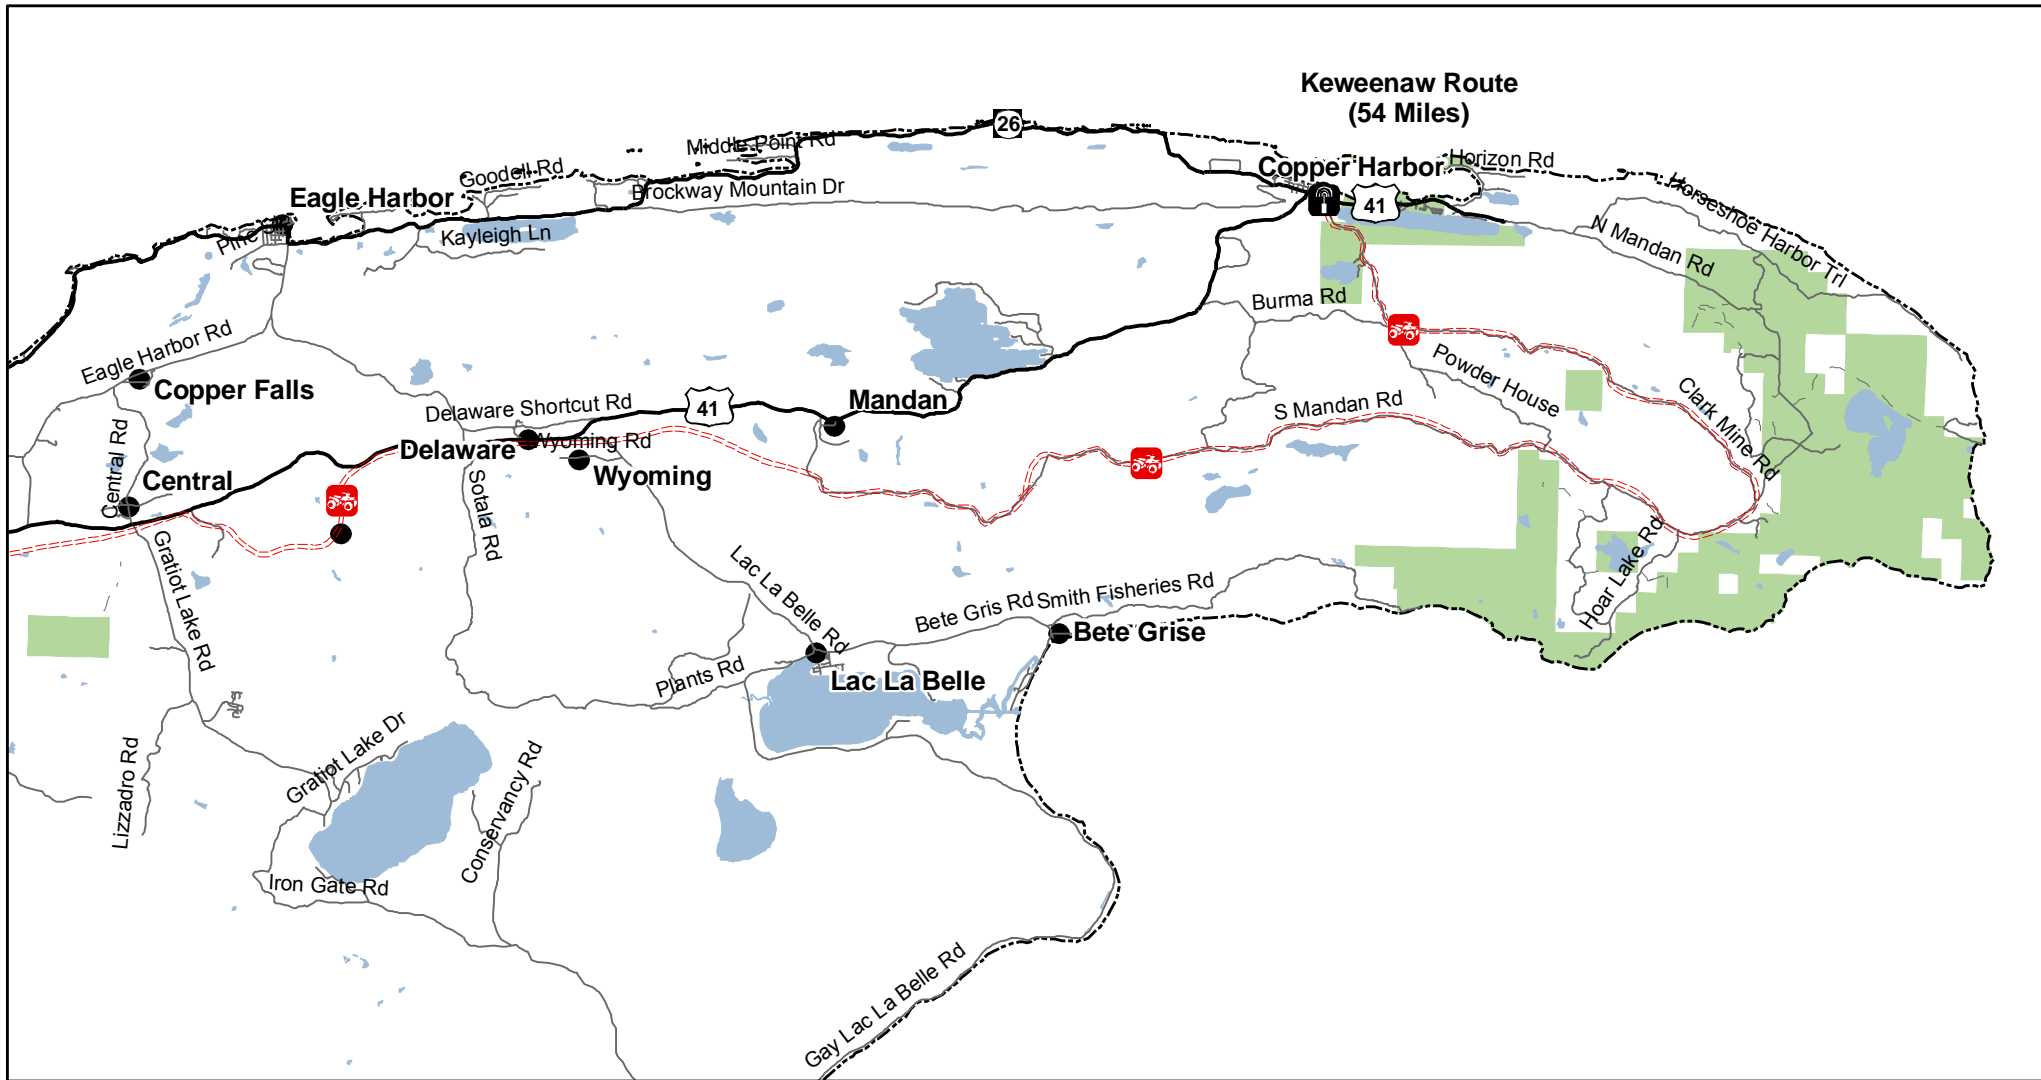 Keweenaw Route
(54 Miles)
26
Middle Point Rd
Goodell Rd
Brockway Mountain Dr
Eagle Harbor
Copper Harbor
Horizon Rd
41
Horseshoe Harbor Trl
N Mandan Rd
Kayleigh Ln
Burma Rd
Eagle Harbor Rd
Copper Falls
Powder House
Clark Mine Rd
Delaware Shortcut Rd
41
Mandan
S Mandan Rd
Delaware
Wyoming Rd
Wyoming
Central Rd
Central
Sotala Rd
Gratiot Lake Rd
Lac La Belle Rd
Bete Gris Rd
Smith Fisheries Rd
Hoar Lake Rd
Bete Grise
Plants Rd
Lac La Belle
Lizzadro Rd
Gratiot Lake Dr
Conservancy Rd
Iron Gate Rd
Gay Lac La Belle Rd